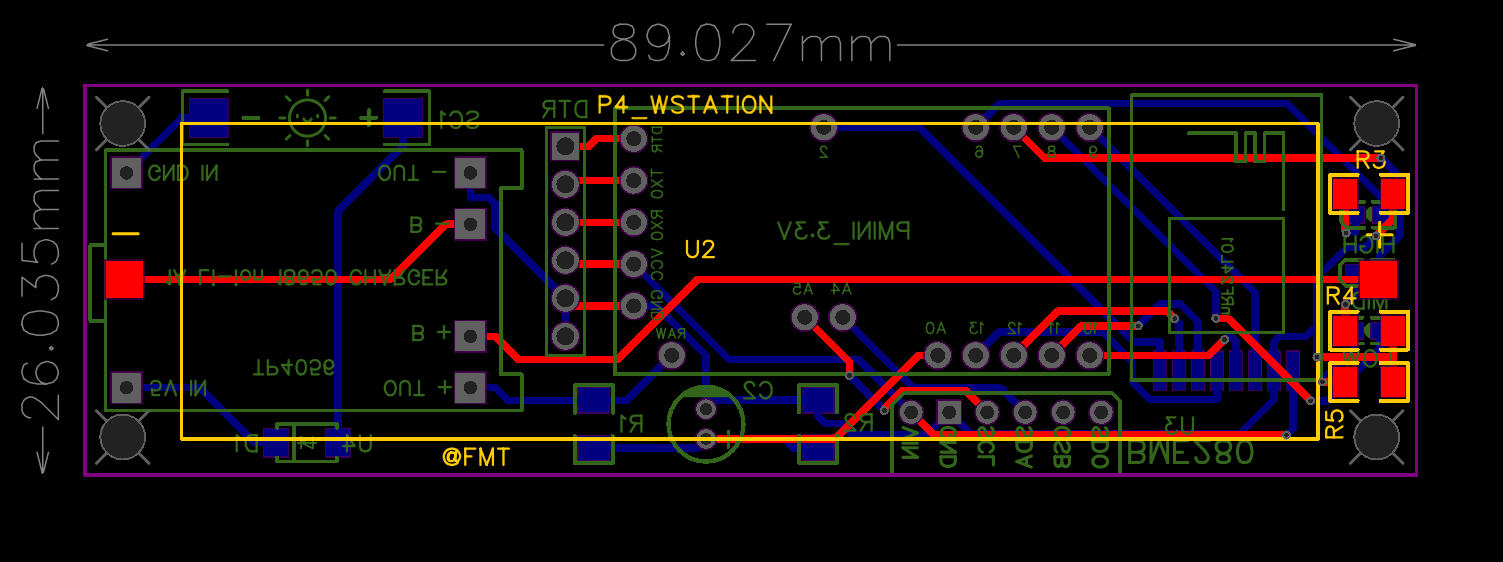 89.027mm
26.035mm
P4_WSTATION
DTR
SC1
-
+
DTR
2
6
7
8
9
R3
GND IN
OUT -
TXO
B -
RXO
PMINI_3.3V
+
HIGH
-
U2
VCC
1A Li-ion 18650 CHARGER
nRF24L01
GND
A5
A4
R4
MID
B +
RAW
A0
13
12
11
10
TP4056
5V IN
OUT +
C2
R1
R2
+
U3
R5
D1
U4
@FMT
VIN
GND
SCL
SDA
CSB
SDO
BME280